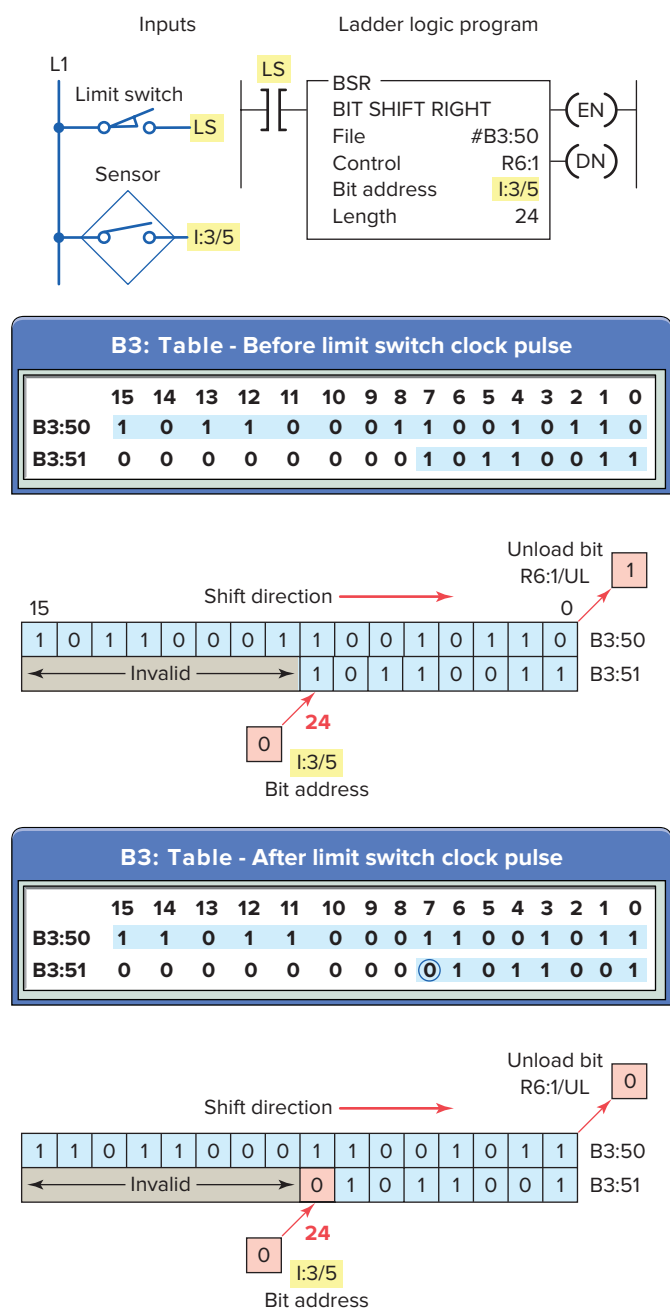 Inputs
Ladder logic program
L1
Limit switch
LS
Sensor
I:3/5
LS
BSR
BIT SHIFT RIGHT
File #B3:50
Control R6:1
Bit address I:3/5
Length 24
EN
DN
B3: Table - Before limit switch clock pulse
15 14 13 12 11 10 9 8 7 6 5 4 3 2 1 0
B3:50 1 0 1 1 0 0 0 1 1 0 0 1 0 1 1 0
B3:51 0 0 0 0 0 0 0 0 1 0 1 1 0 0 1 1
Unload bit
R6:1/UL
1
Shift direction
15 0
1 0 1 1 0 0 0 1 1 0 0 1 0 1 1 0 B3:50
Invalid 1 0 1 1 0 0 1 1 B3:51
24
0
I:3/5
Bit address
B3: Table - After limit switch clock pulse
15 14 13 12 11 10 9 8 7 6 5 4 3 2 1 0
B3:50 1 1 0 1 1 0 0 0 1 1 0 0 1 0 1 1
B3:51 0 0 0 0 0 0 0 0 0 1 0 1 1 0 0 1
Unload bit
R6:1/UL
0
Shift direction
1 1 0 1 1 0 0 0 1 1 0 0 1 0 1 1 B3:50
Invalid 0 1 0 1 1 0 0 1 B3:51
24
0
I:3/5
Bit address